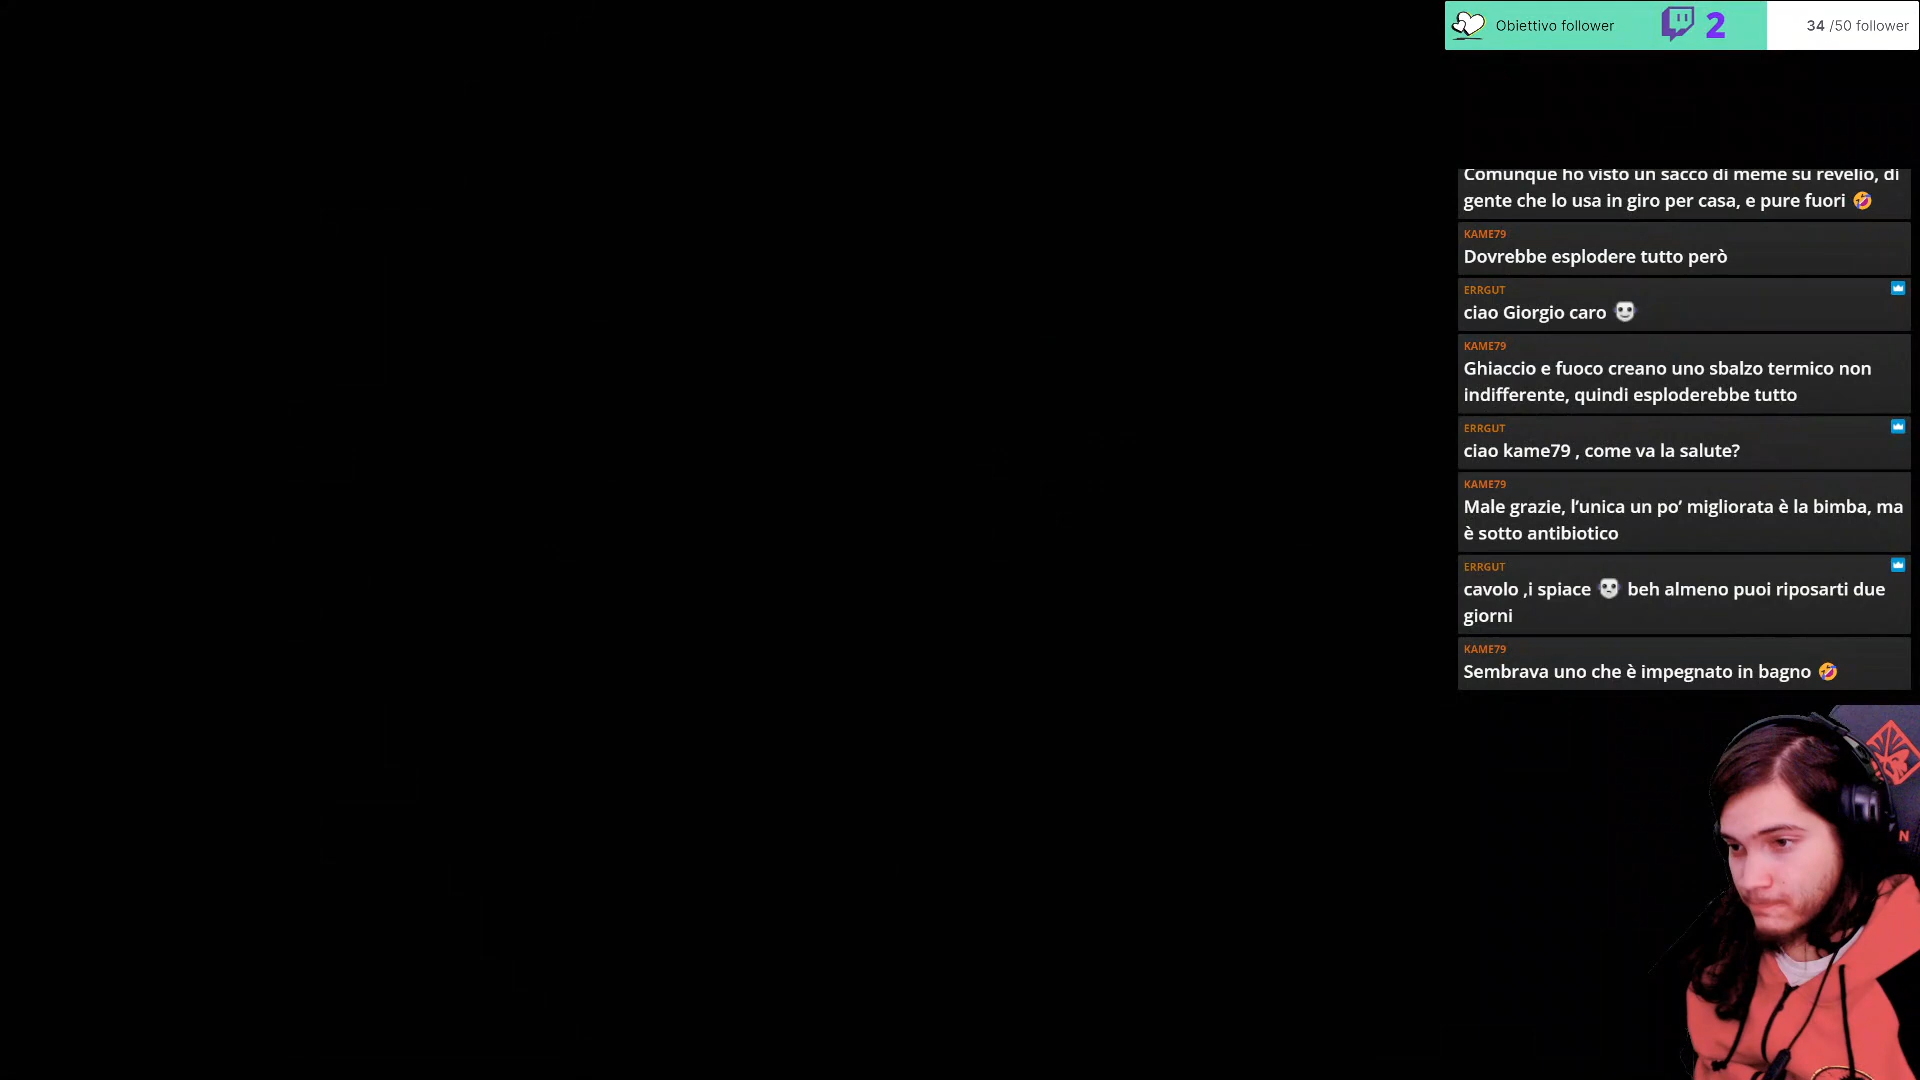 Obiettivo follower
2
34 /50 follower
Comunque ho visto un sacco di meme su revelio, di
gente che lo usa in giro per casa, e pure fuori 🤣
KAME79
Dovrebbe esplodere tutto però
ERRGUT
ciao Giorgio caro
KAME79
Ghiaccio e fuoco creano uno sbalzo termico non
indifferente, quindi esploderebbe tutto
ERRGUT
ciao kame79 , come va la salute?
KAME79
Male grazie, l’unica un po’ migliorata è la bimba, ma
è sotto antibiotico
ERRGUT
cavolo ,i spiace beh almeno puoi riposarti due
giorni
KAME79
Sembrava uno che è impegnato in bagno 🤣
N